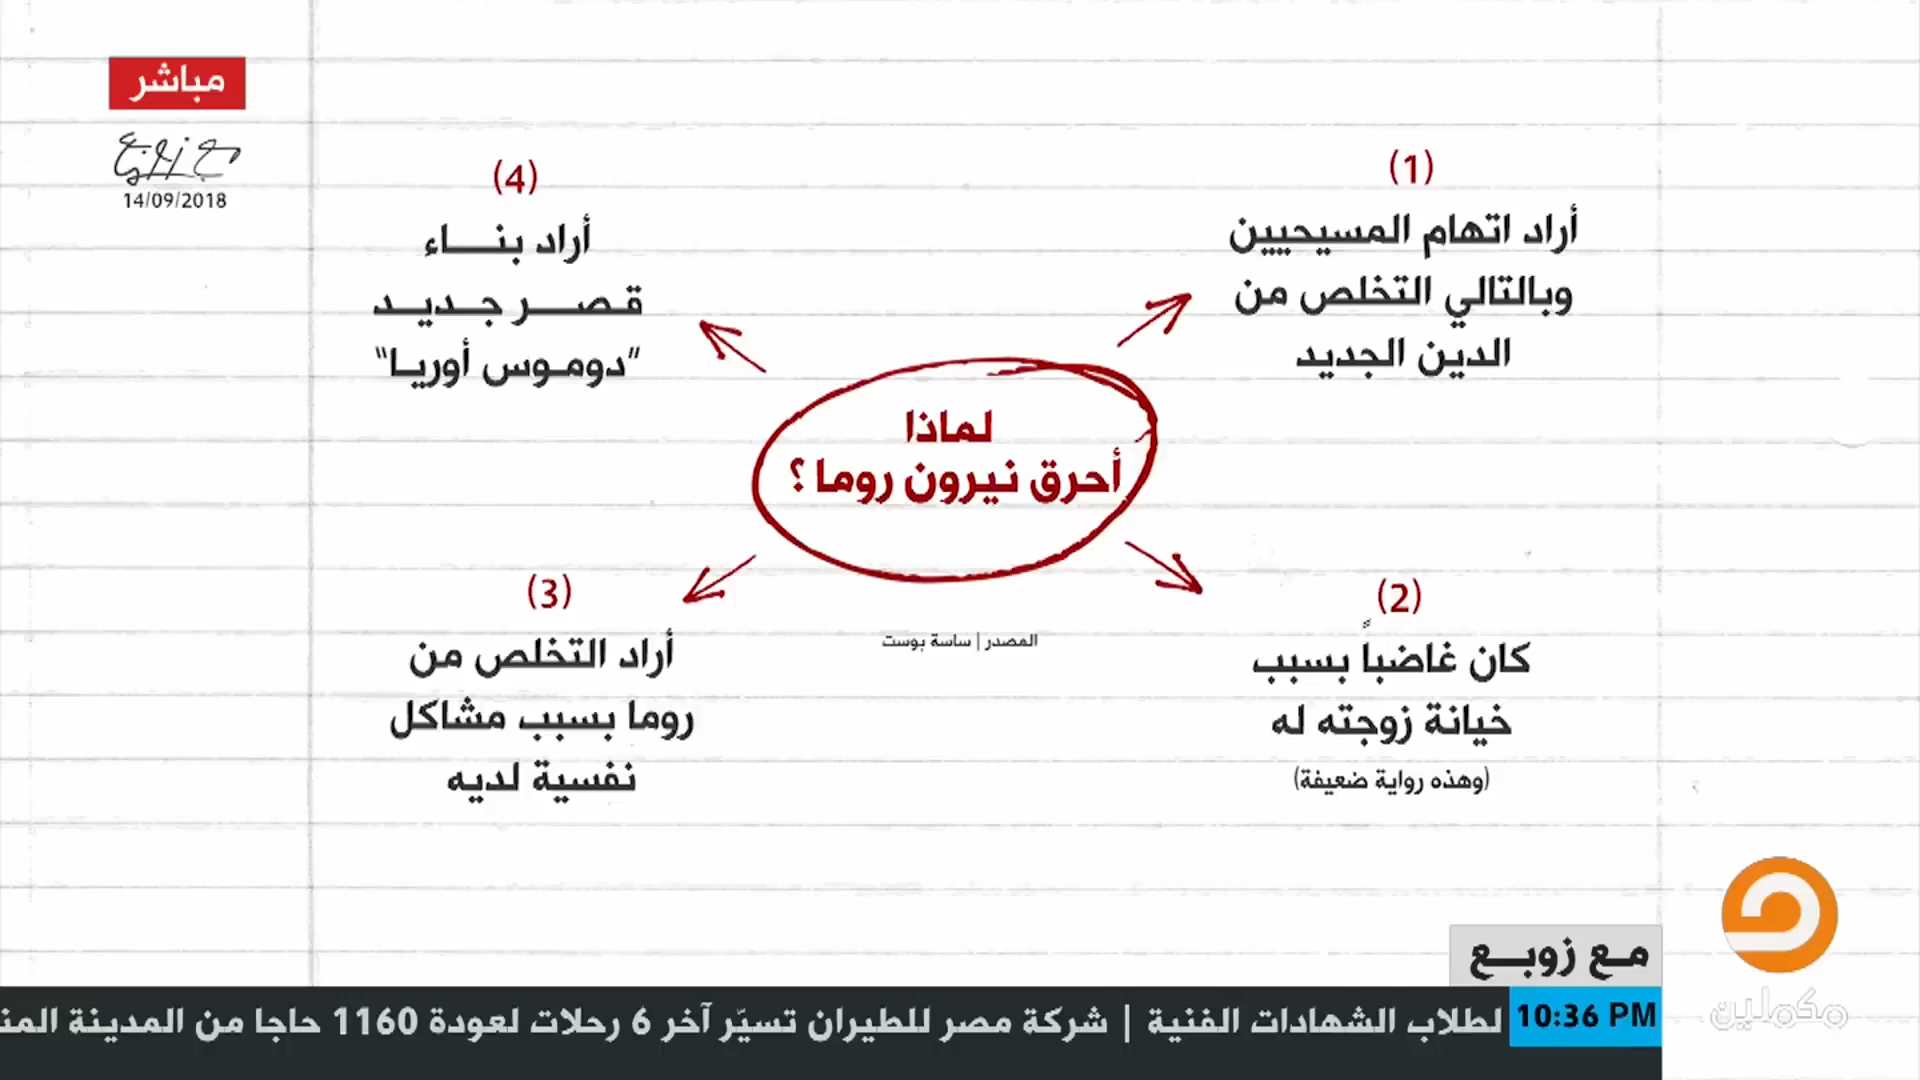 مباشر
مع زوبع
14/09/2018
(1)
أراد اتهام المسيحيين
وبالتالي التخلص من
الدين الجديد
(4)
أراد بنـــاء
قـصـــر جـديـد
"دومـوس أوريـا"
لماذا
أحرق نيرون روما ؟
(2)
كان غاضباً بسبب
خيانة زوجته له
(وهذه رواية ضعيفة)
(3)
أراد التخلص من
روما بسبب مشاكل
نفسية لديه
المصدر | ساسة بوست
مـع زوبــع
مكملين
10:36 PM
لطلاب الشهادات الفنية | شركة مصر للطيران تسيّر آخر 6 رحلات لعودة 1160 حاجا من المدينة